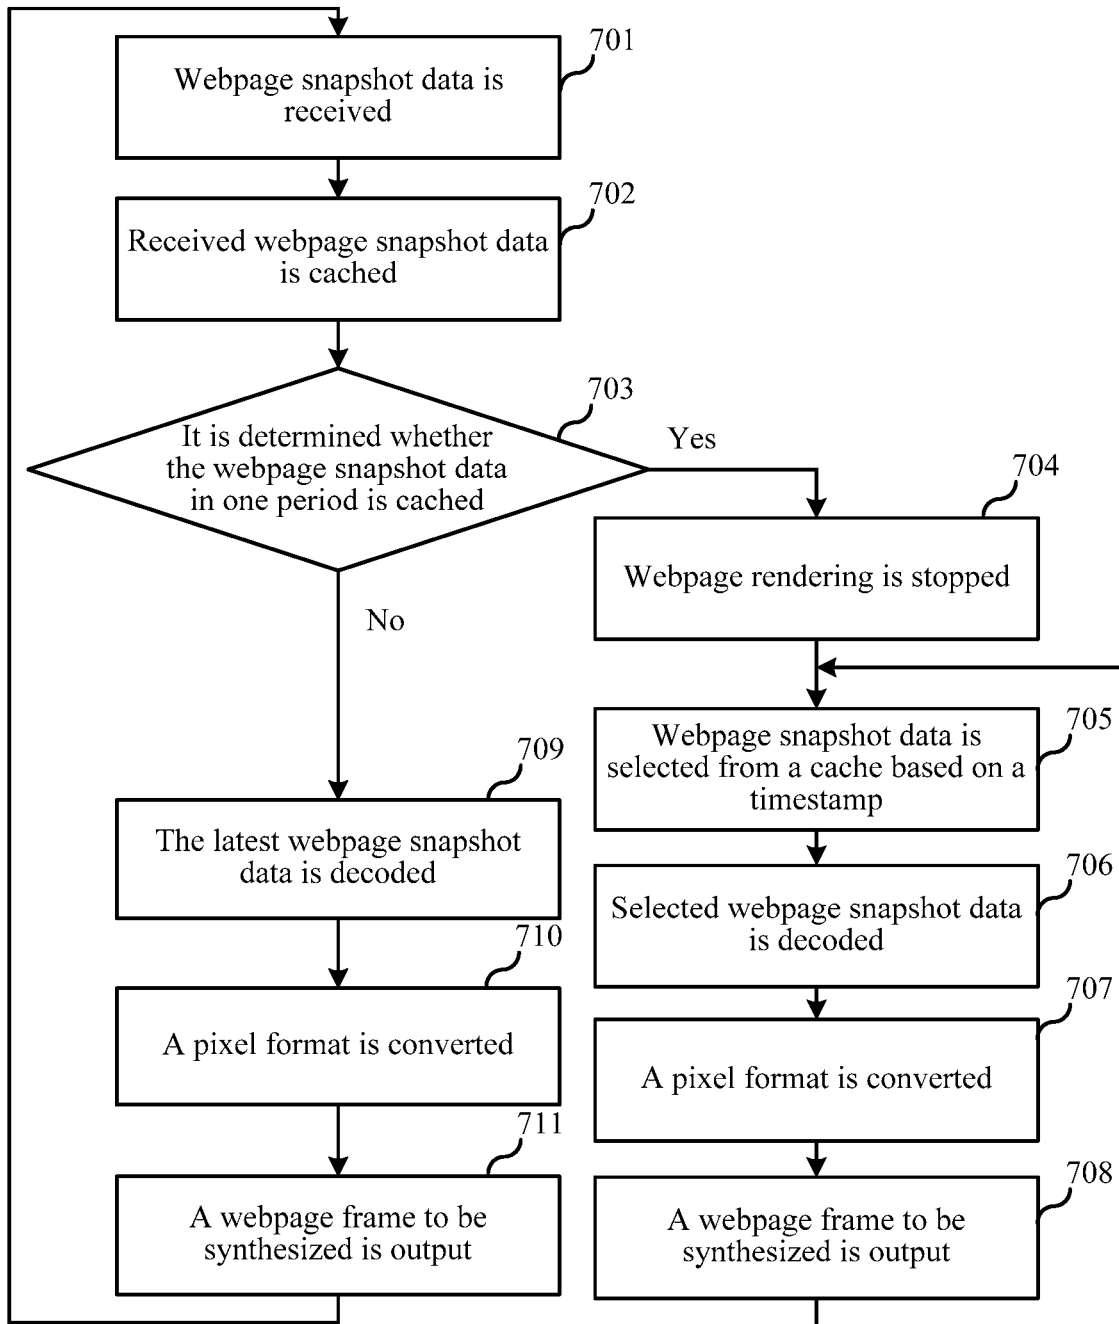 701
Webpage snapshot data is
received
702
Received webpage snapshot data
is cached
703
It is determined whether
the webpage snapshot data
in one period is cached
Yes
No
704
Webpage rendering is stopped
705
Webpage snapshot data is
selected from a cache based on a
timestamp
706
Selected webpage snapshot data
is decoded
707
A pixel format is converted
708
A webpage frame to be
synthesized is output
709
The latest webpage snapshot
data is decoded
710
A pixel format is converted
711
A webpage frame to be
synthesized is output